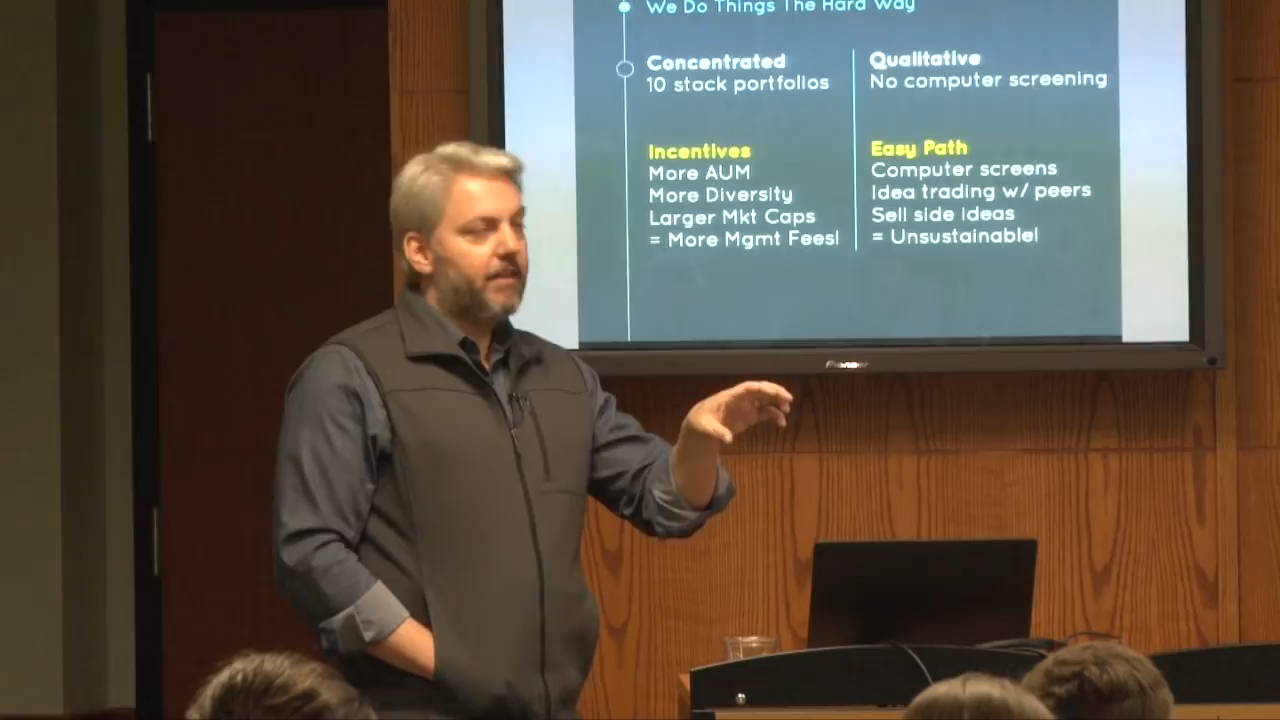 We Do Things The Hard Way
Concentrated
10 stock portfolios
Qualitative
No computer screening
Incentives
More AUM
More Diversity
Larger Mkt Caps
= More Mgmt Fees!
Easy Path
Computer screens
Idea trading w/ peers
Sell side ideas
= Unsustainable!
Pioneer